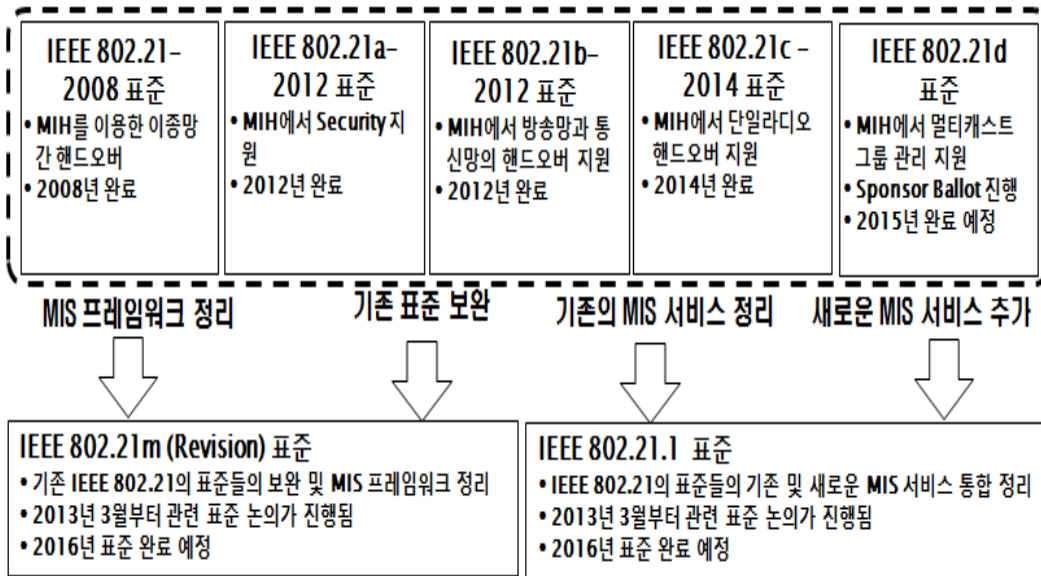 IEEE 802.21–
2008 표준
• MIH를 이용한 이종망
간 핸드오버
• 2008년 완료
IEEE 802.21a–
2012 표준
• MIH에서 Security 지
원
• 2012년 완료
IEEE 802.21b–
2012 표준
• MIH에서 방송망과 통
신망의 핸드오버 지원
• 2012년 완료
IEEE 802.21c –
2014 표준
• MIH에서 단일라디오
핸드오버 지원
• 2014년 완료
IEEE 802.21d
표준
• MIH에서 멀티캐스트
그룹 관리 지원
• Sponsor Ballot 진행
• 2015년 완료 예정
MIS 프레임워크 정리
기존 표준 보완
기존의 MIS 서비스 정리
새로운 MIS 서비스 추가
IEEE 802.21m (Revision) 표준
• 기존 IEEE 802.21의 표준들의 보완 및 MIS 프레임워크 정리
• 2013년 3월부터 관련 표준 논의가 진행됨
• 2016년 표준 완료 예정
IEEE 802.21.1 표준
• IEEE 802.21의 표준들의 기존 및 새로운 MIS 서비스 통합 정리
• 2013년 3월부터 관련 표준 논의가 진행됨
• 2016년 표준 완료 예정